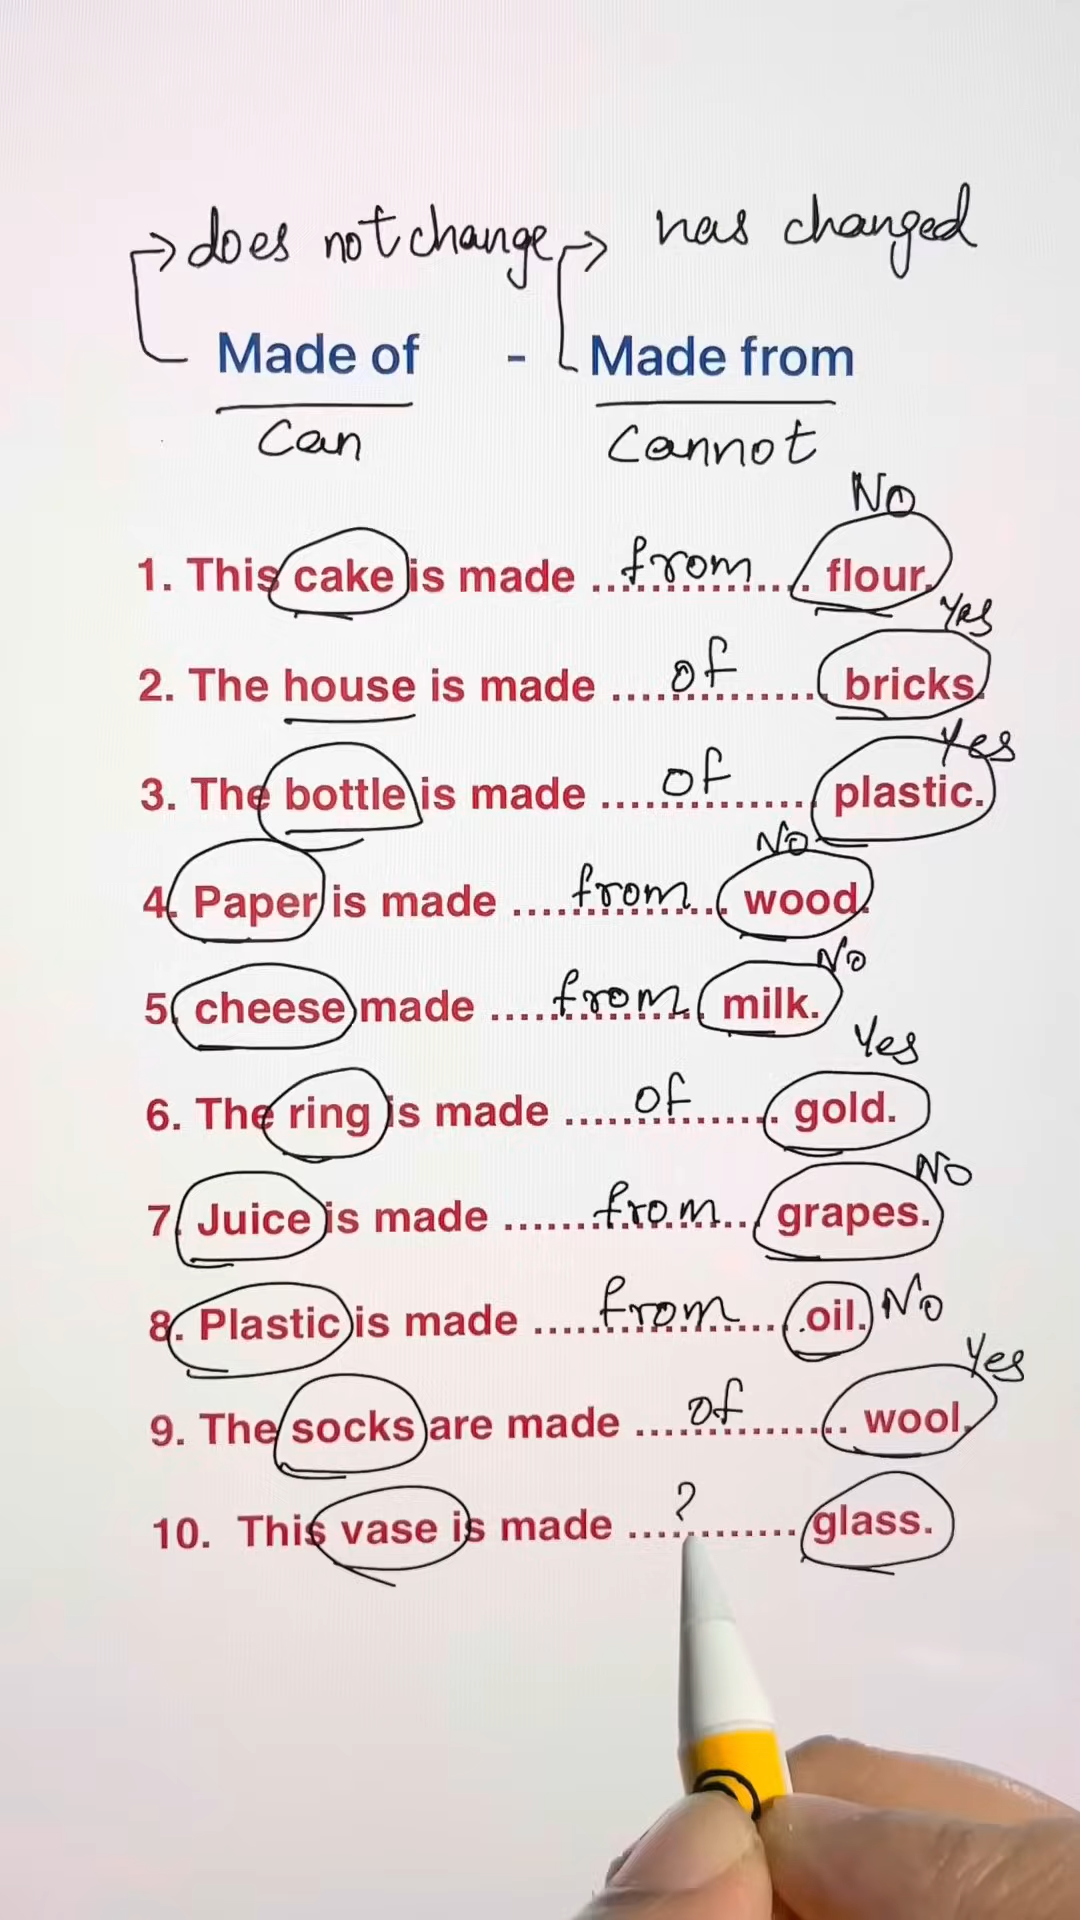 does not change has changed
Made of - Made from
can cannot
No
1. This cake is made ....from.... flour.
Yes
2. The house is made ....of.... bricks.
Yes
3. The bottle is made ....of.... plastic.
No
4. Paper is made ....from.... wood.
No
5. cheese made ....from.... milk.
Yes
6. The ring is made ....of.... gold.
No
7. Juice is made ....from.... grapes.
8. Plastic is made ....from.... oil. No
Yes
9. The socks are made ....of.... wool.
10. This vase is made ....?.... glass.